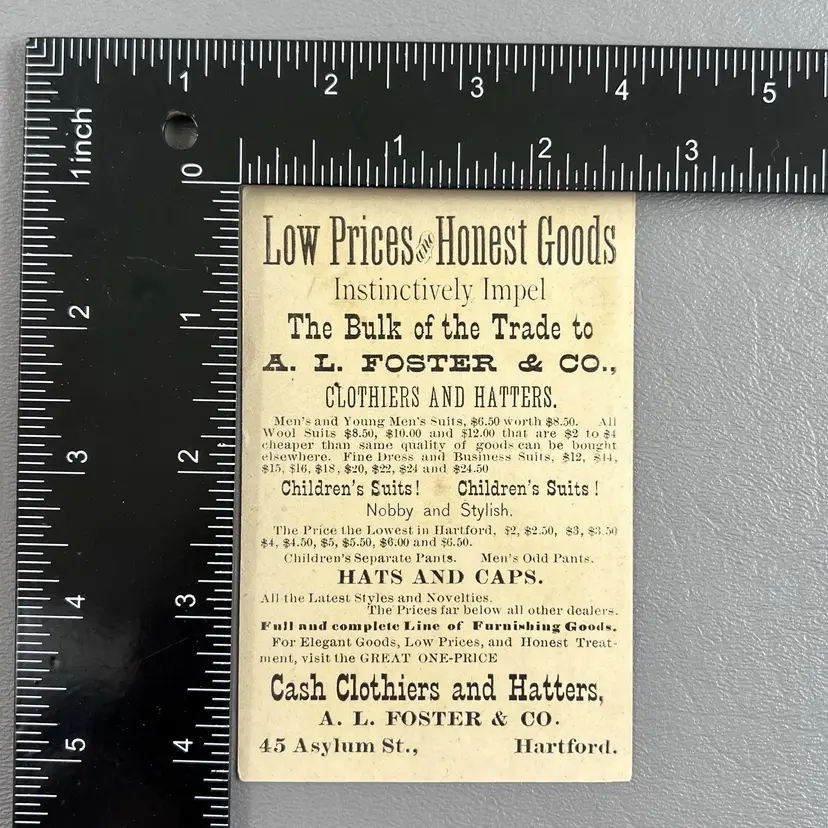 1 2 3 4 5
1 2 3
1inch
0
2
1
3
2
4
3
5
4
Low Prices and Honest Goods
Instinctively Impel
The Bulk of the Trade to
A. L. FOSTER & CO.,
CLOTHIERS AND HATTERS.
Men's and Young Men's Suits, $6.50 worth $8.50. All
Wool Suits $8.50, $10.00 and $12.00 that are $2 to $4
cheaper than same quality of goods can be bought
elsewhere. Fine Dress and Business Suits, $12, $14,
$15, $16, $18, $20, $22, $24 and $24.50
Children's Suits! Children's Suits!
Nobby and Stylish.
The Price the Lowest in Hartford, $2, $2.50, $3, $3.50
$4, $4.50, $5, $5.50, $6.00 and $6.50.
Children's Separate Pants. Men's Odd Pants.
HATS AND CAPS.
All the Latest Styles and Novelties.
The Prices far below all other dealers.
Full and complete Line of Furnishing Goods.
For Elegant Goods, Low Prices, and Honest Treat-
ment, visit the GREAT ONE-PRICE
Cash Clothiers and Hatters,
A. L. FOSTER & CO.
45 Asylum St., Hartford.